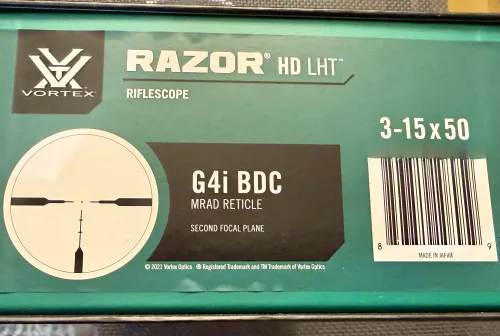 VORTEX®
RAZOR® HD LHT™
RIFLESCOPE
3-15x50
G4i BDC
MRAD RETICLE
SECOND FOCAL PLANE
8 9
MADE IN JAPAN
© 2021 Vortex Optics ® Registered Trademark and TM Trademark of Vortex Optics.